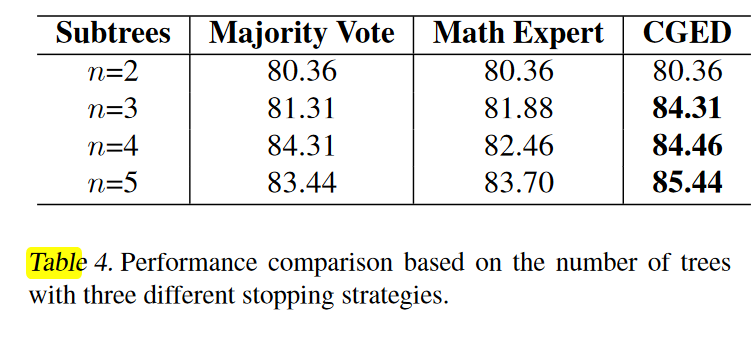 Subtrees Majority Vote Math Expert CGED
n=2 80.36 80.36 80.36
n=3 81.31 81.88 84.31
n=4 84.31 82.46 84.46
n=5 83.44 83.70 85.44
Table 4. Performance comparison based on the number of trees
with three different stopping strategies.